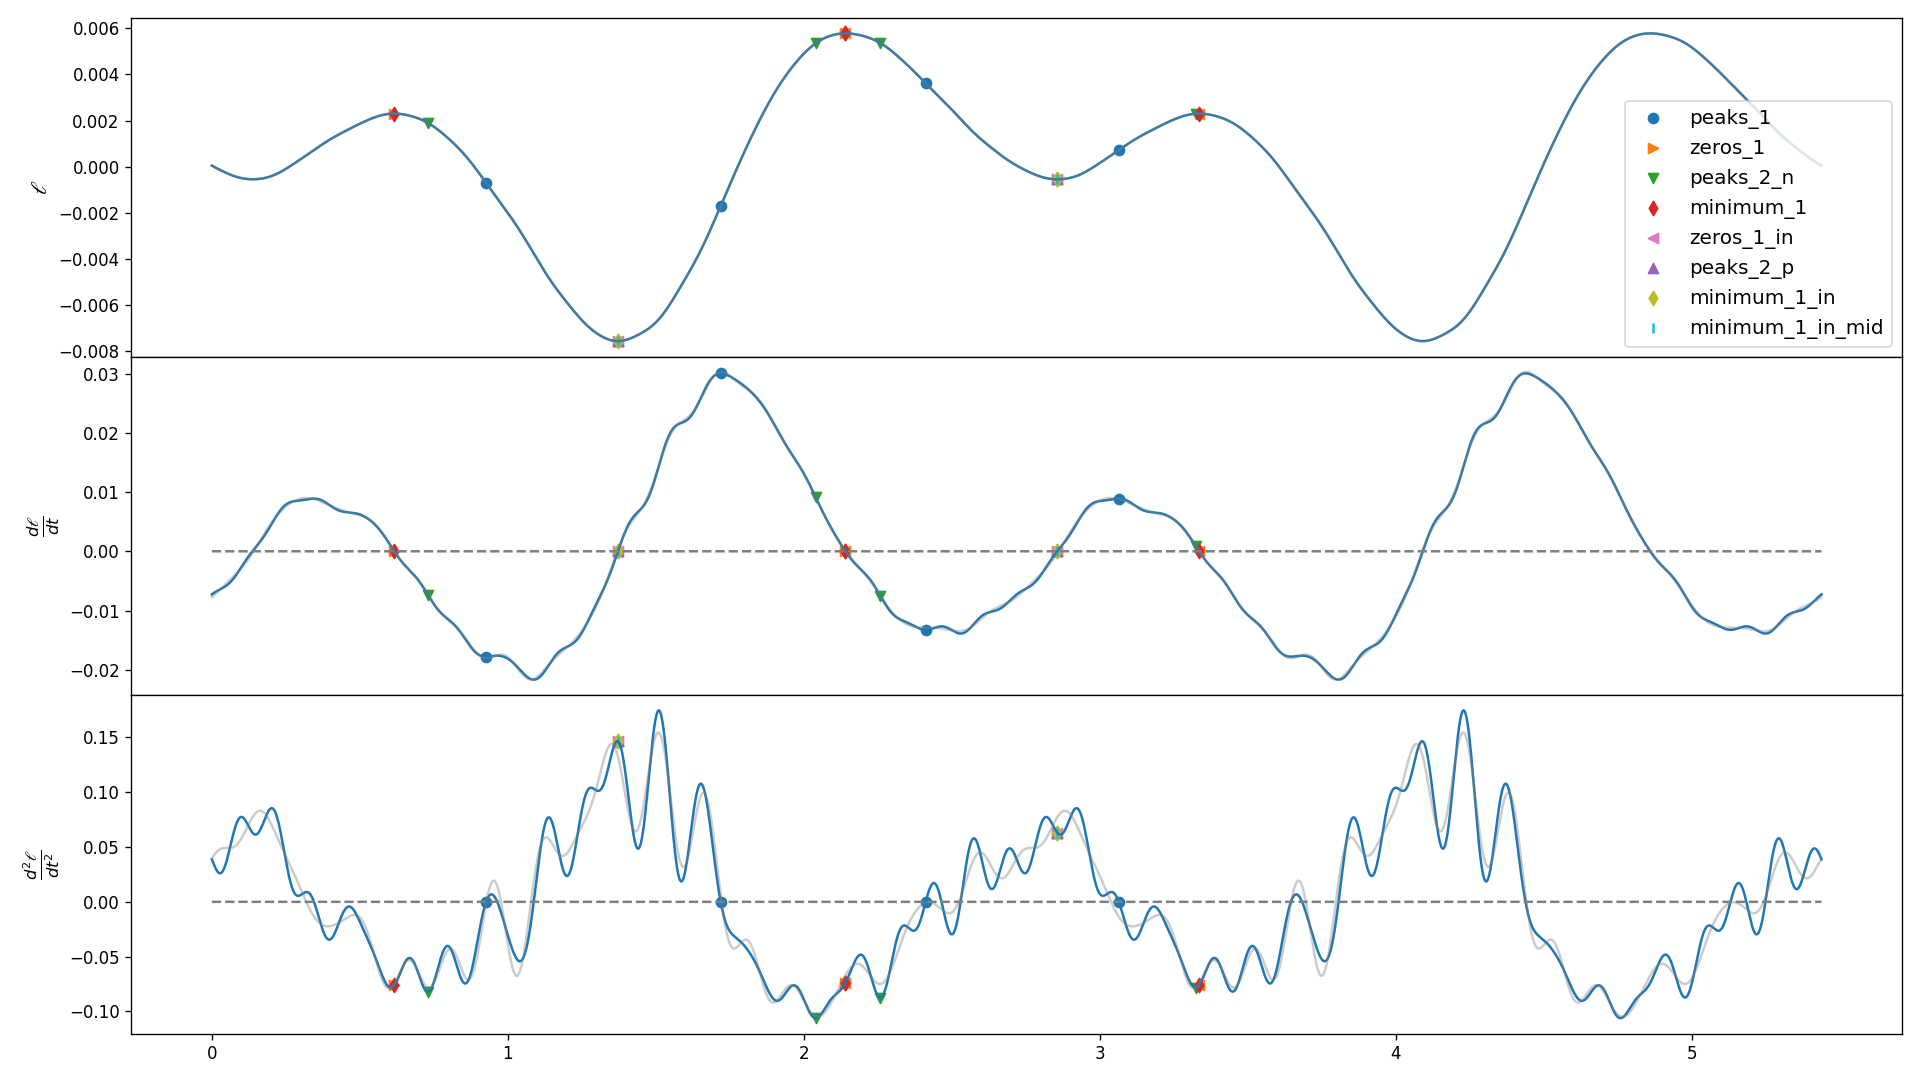 0.006
0.004
0.002
0.000
−0.002
−0.004
−0.006
−0.008
ℓ
peaks_1
zeros_1
peaks_2_n
minimum_1
zeros_1_in
peaks_2_p
minimum_1_in
minimum_1_in_mid
0.03
0.02
0.01
0.00
−0.01
−0.02
dℓ
dt
0.15
0.10
0.05
0.00
−0.05
−0.10
d²ℓ
dt²
0 1 2 3 4 5